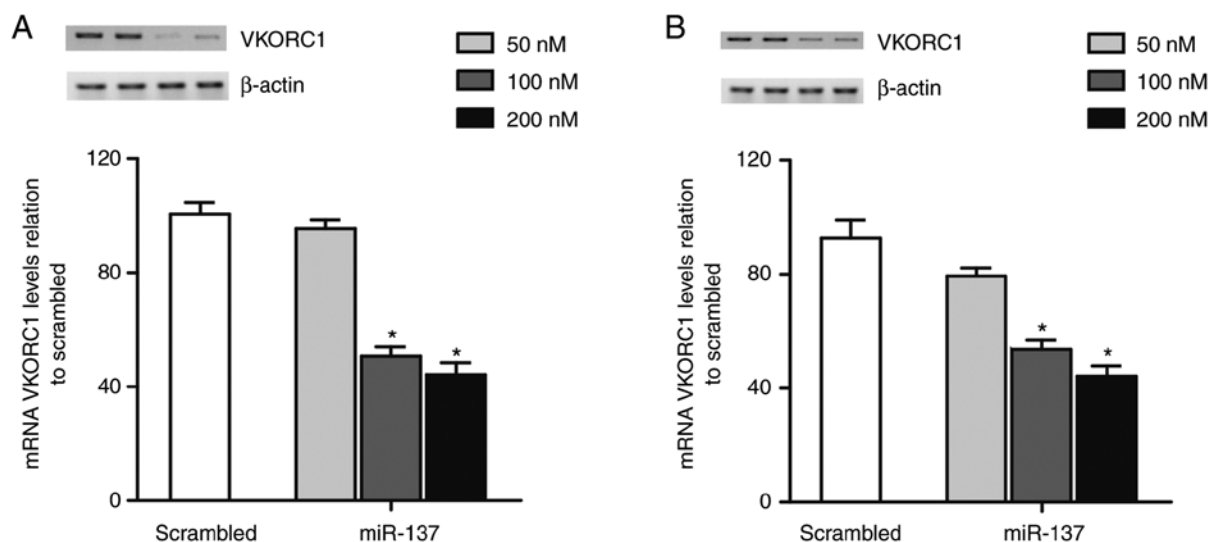 A
VKORC1
β-actin
50 nM
100 nM
200 nM
mRNA VKORC1 levels relation
to scrambled
120
80
40
0
*
*
Scrambled
miR-137
B
VKORC1
β-actin
50 nM
100 nM
200 nM
mRNA VKORC1 levels relation
to scrambled
120
80
40
0
*
*
Scrambled
miR-137